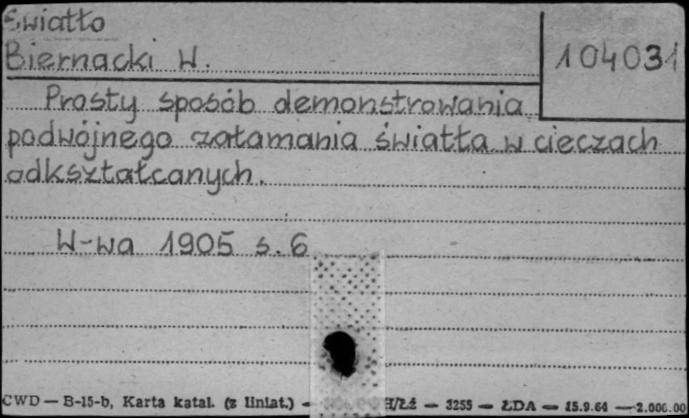 Światło
Biernacki W.
104031
Prosty sposób demonstrowania
podwójnego załamania światła w cieczach
odkształcanych.
W-wa 1905 s. 6
CWD — B-15-b, Karta katal. (z liniat.) — H/Łź — 3255 — ŁDA — 15.9.64 — 2.000.00